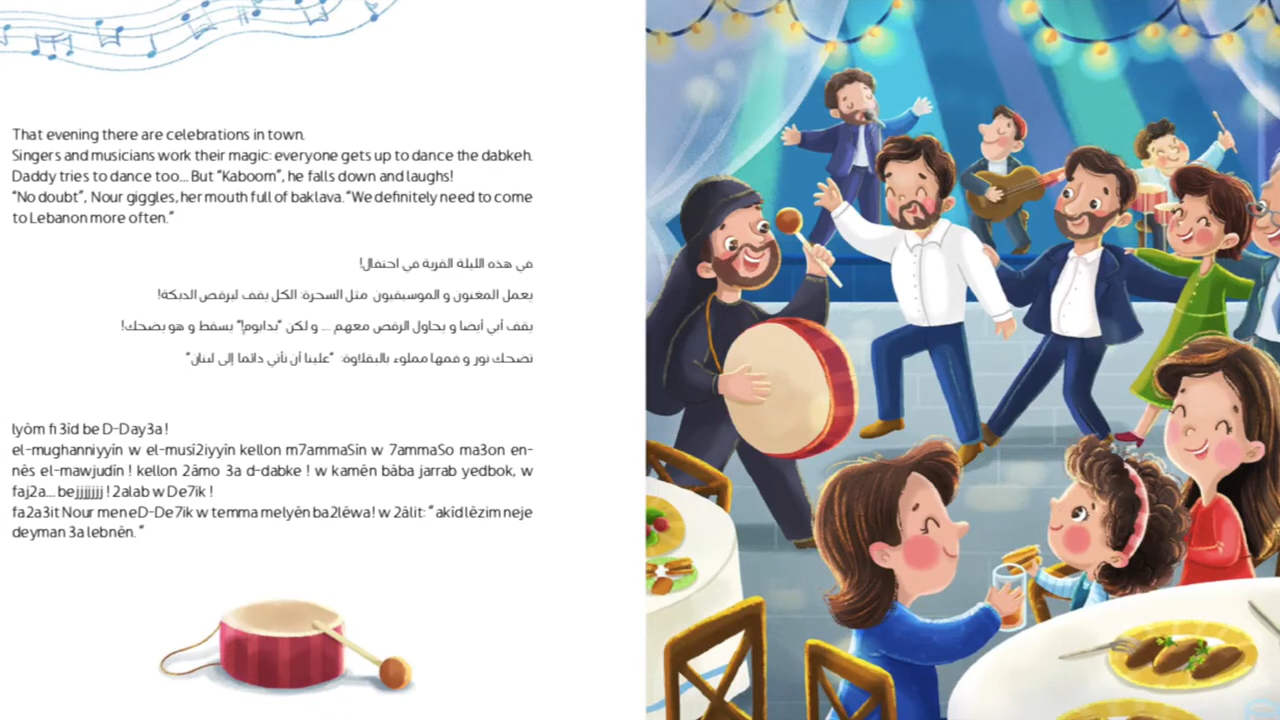 That evening there are celebrations in town.
Singers and musicians work their magic: everyone gets up to dance the dabkeh.
Daddy tries to dance too... But “Kaboom”, he falls down and laughs!
“No doubt”, Nour giggles, her mouth full of baklava. “We definitely need to come
to Lebanon more often.”
في هذه الليلة القرية في احتفال!
يعمل المغنون و الموسيقيون مثل السحرة: الكل يقف ليرقص الدبكة!
يقف أبي أيضا و يحاول الرقص معهم ... و لكن "بدابوم!" يسقط و هو يضحك!
تضحك نور و فمها مملوء بالبقلاوة: "علينا أن نأتي دائما إلى لبنان"
lyôm fi 3îd be D-Day3a !
el-mughanniyyîn w el-musî2iyyîn kellon m7ammaSîn w 7ammaSo ma3on en-
nês el-mawjudîn ! kellon 2âmo 3a d-dabke ! w kamên bâba jarrab yedbok, w
faj2a... bejjjjjjj ! 2alab w De7ik !
fa2a3it Nour men eD-De7ik w temma melyên ba2lêwa! w 2âlit: “ akîd lêzim neje
deyman 3a lebnên. ”